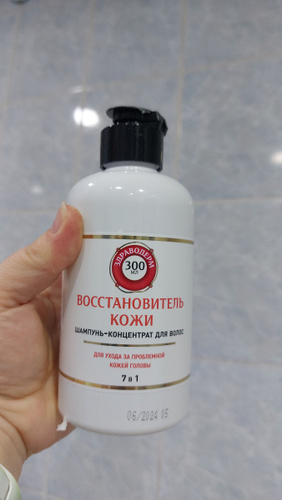 ЗДРАВОДЕРМ
300
МЛ
ВОССТАНОВИТЕЛЬ
КОЖИ
ШАМПУНЬ-КОНЦЕНТРАТ ДЛЯ ВОЛОС
ДЛЯ УХОДА ЗА ПРОБЛЕМНОЙ
КОЖЕЙ ГОЛОВЫ
7 в 1
06/2024 05